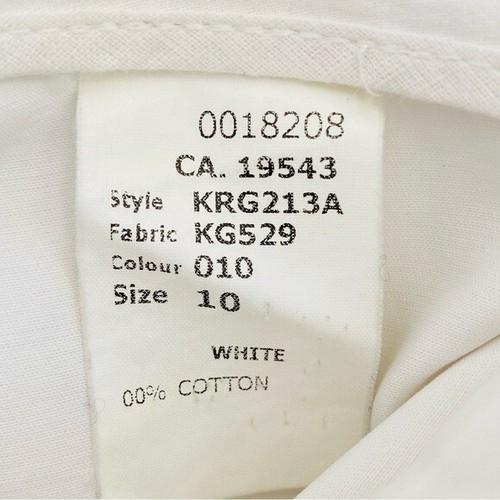 0018208
CA. 19543
Style KRG213A
Fabric KG529
Colour 010
Size 10
WHITE
00% COTTON